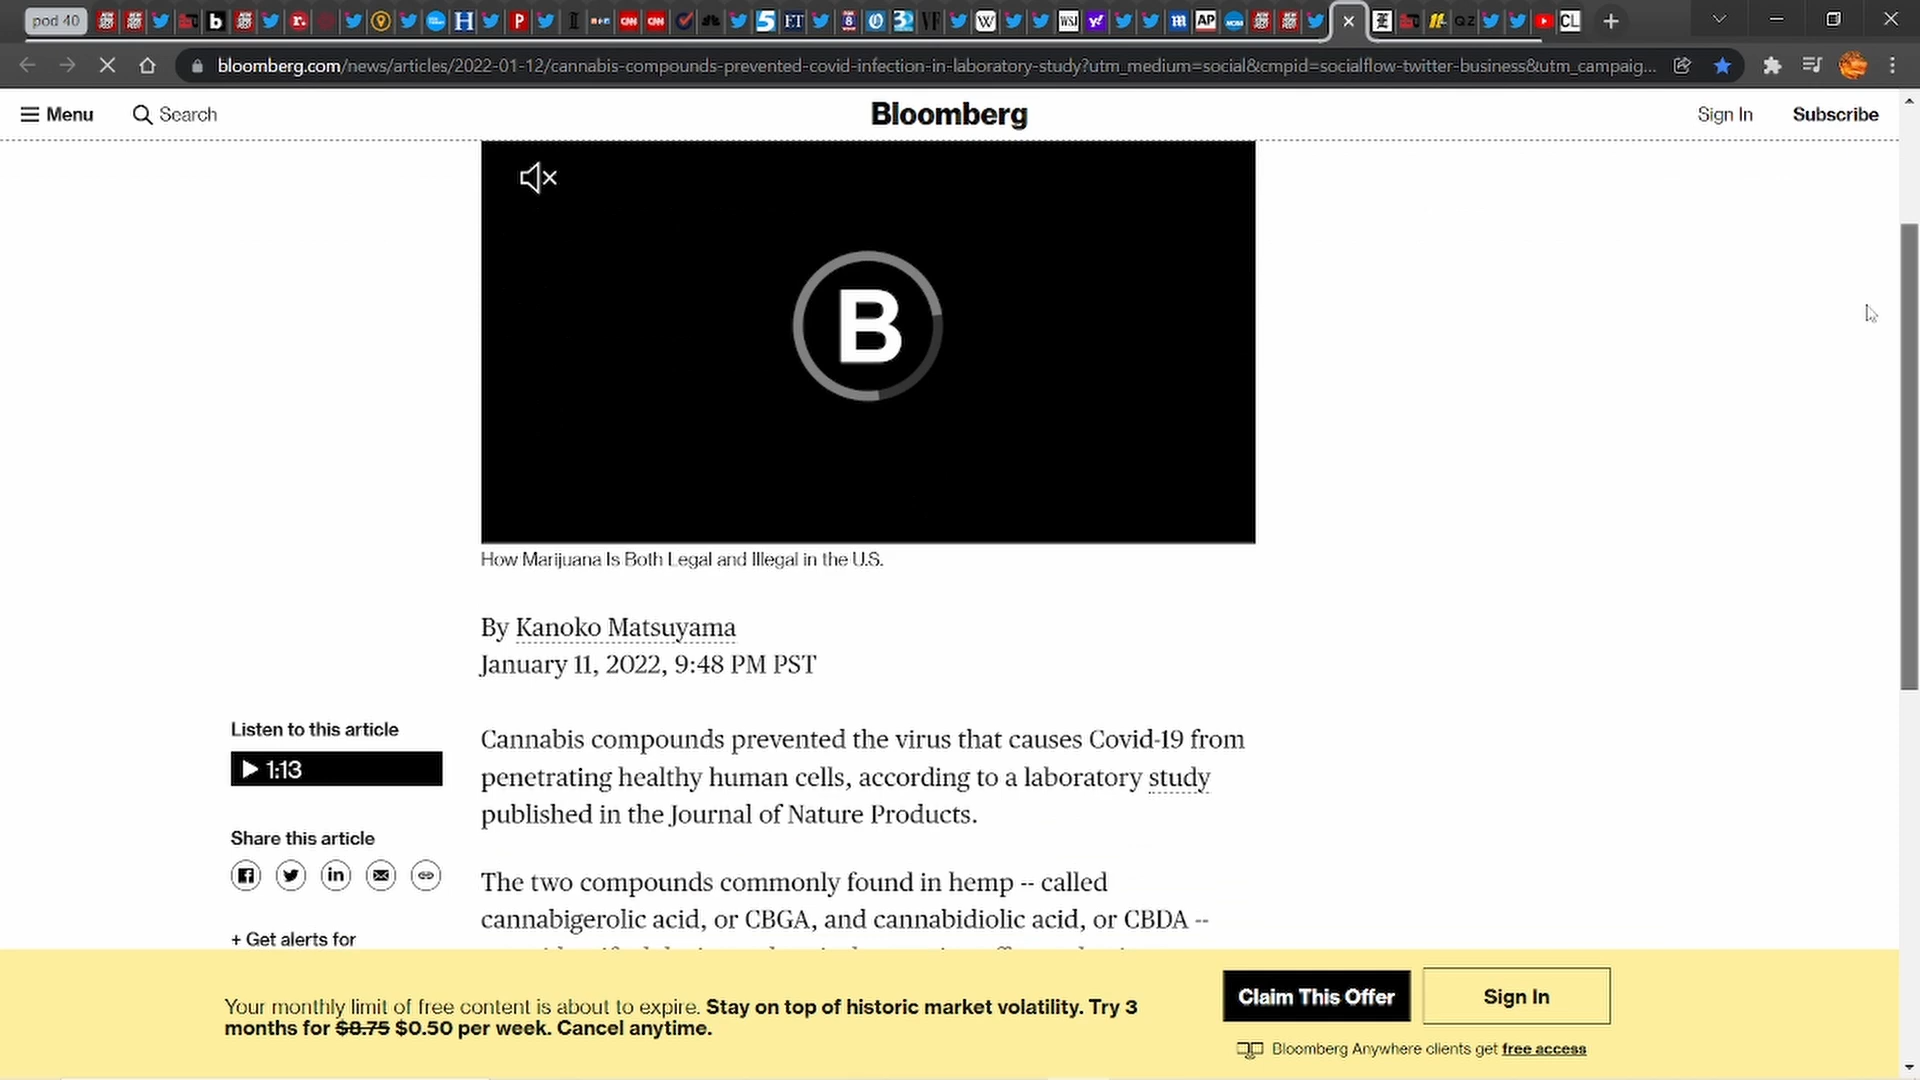 pod 40
bloomberg.com/news/articles/2022-01-12/cannabis-compounds-prevented-covid-infection-in-laboratory-study?utm_medium=social&cmpid=socialflow-twitter-business&utm_campaig...
Menu
Search
Bloomberg
Sign In
Subscribe
B
How Marijuana Is Both Legal and Illegal in the U.S.
By Kanoko Matsuyama
January 11, 2022, 9:48 PM PST
Listen to this article
1:13
Share this article
+ Get alerts for
Cannabis compounds prevented the virus that causes Covid-19 from
penetrating healthy human cells, according to a laboratory study
published in the Journal of Nature Products.
The two compounds commonly found in hemp -- called
cannabigerolic acid, or CBGA, and cannabidiolic acid, or CBDA --
Your monthly limit of free content is about to expire. Stay on top of historic market volatility. Try 3
months for $8.75 $0.50 per week. Cancel anytime.
Claim This Offer
Sign In
Bloomberg Anywhere clients get free access